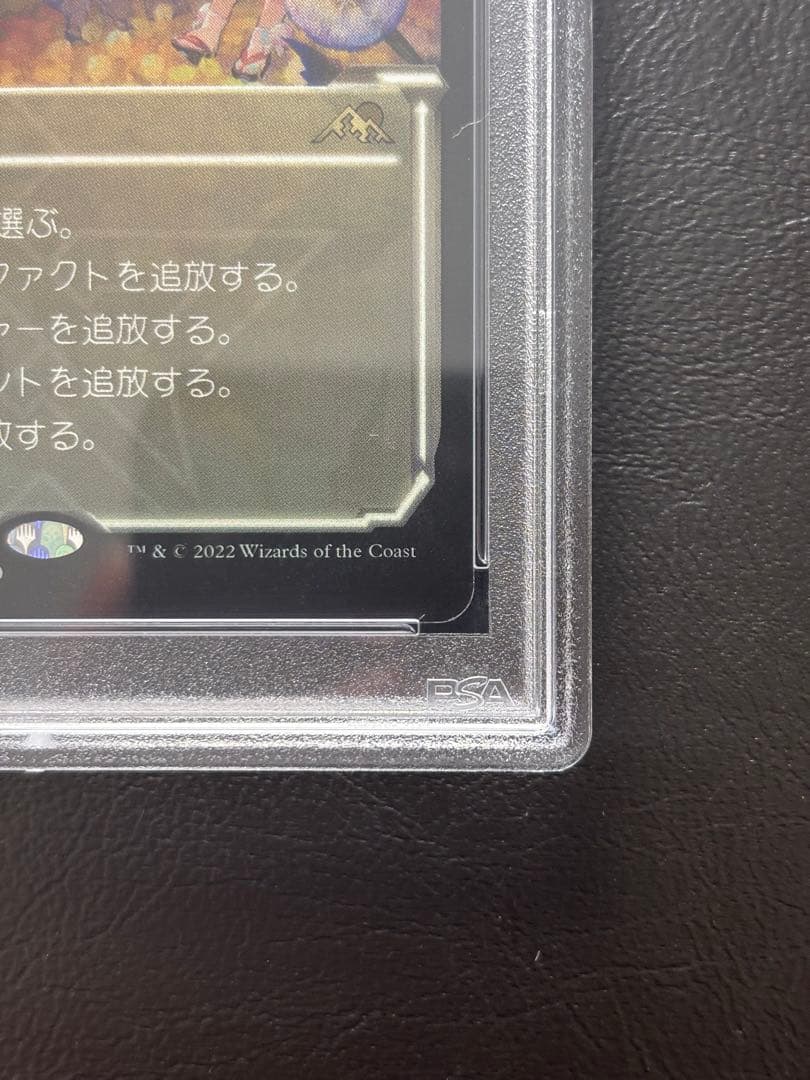 選ぶ。
ファクトを追放する。
ャーを追放する。
ントを追放する。
放する。
™ & © 2022 Wizards of the Coast
PSA